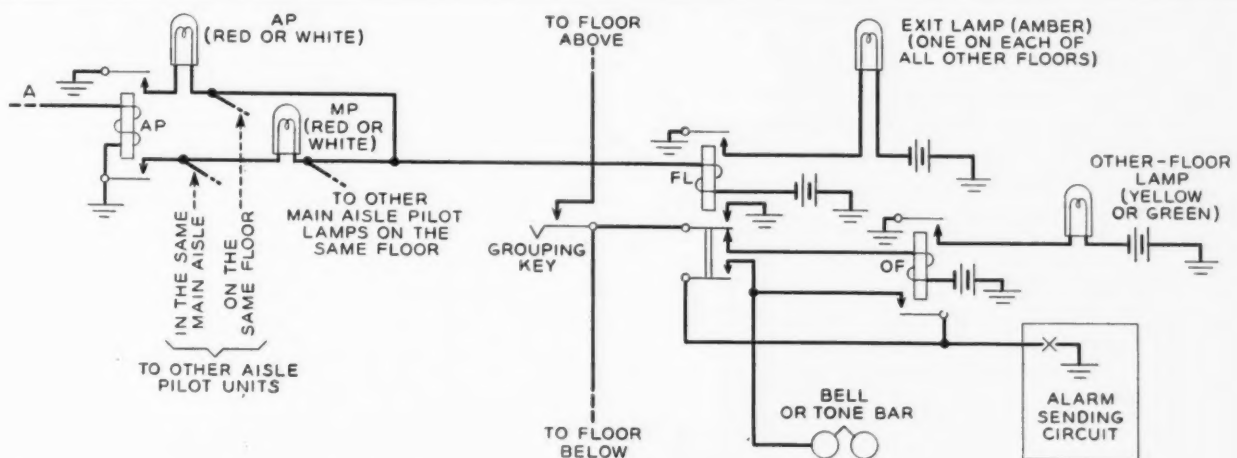 AP
(RED OR WHITE)
A
AP
MP
(RED OR
WHITE)
IN THE SAME
MAIN AISLE
ON THE
SAME FLOOR
TO OTHER AISLE
PILOT UNITS
TO OTHER
MAIN AISLE PILOT
LAMPS ON THE
SAME FLOOR
TO FLOOR
ABOVE
GROUPING
KEY
TO FLOOR
BELOW
FL
EXIT LAMP (AMBER)
(ONE ON EACH OF
ALL OTHER FLOORS)
OTHER-FLOOR
LAMP
(YELLOW
OR GREEN)
OF
BELL
OR TONE BAR
ALARM
SENDING
CIRCUIT